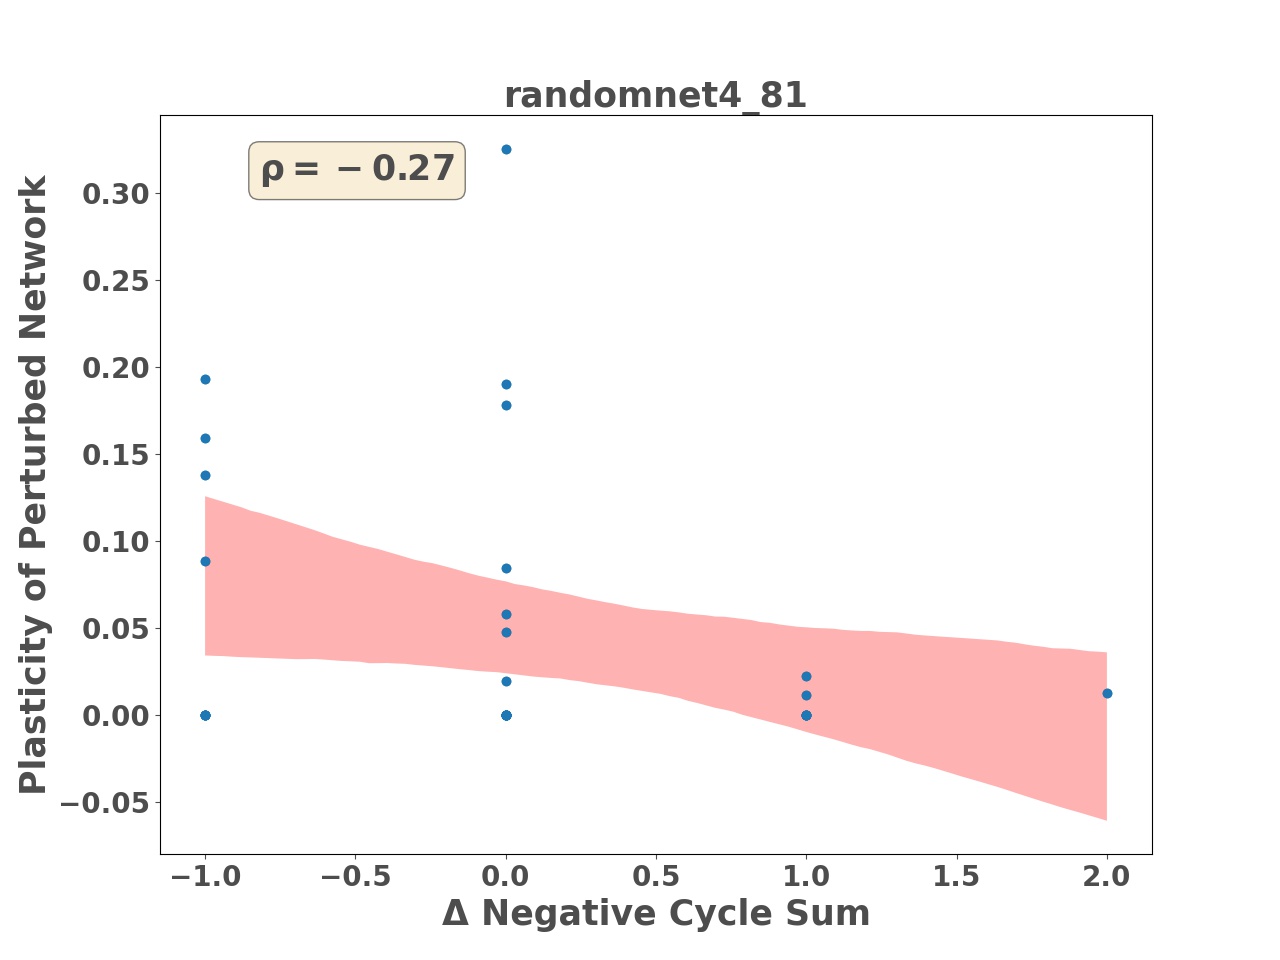 randomnet4_81
ρ = − 0.27
Plasticity of Perturbed Network
0.30
0.25
0.20
0.15
0.10
0.05
0.00
−0.05
−1.0 −0.5 0.0 0.5 1.0 1.5 2.0
Δ Negative Cycle Sum